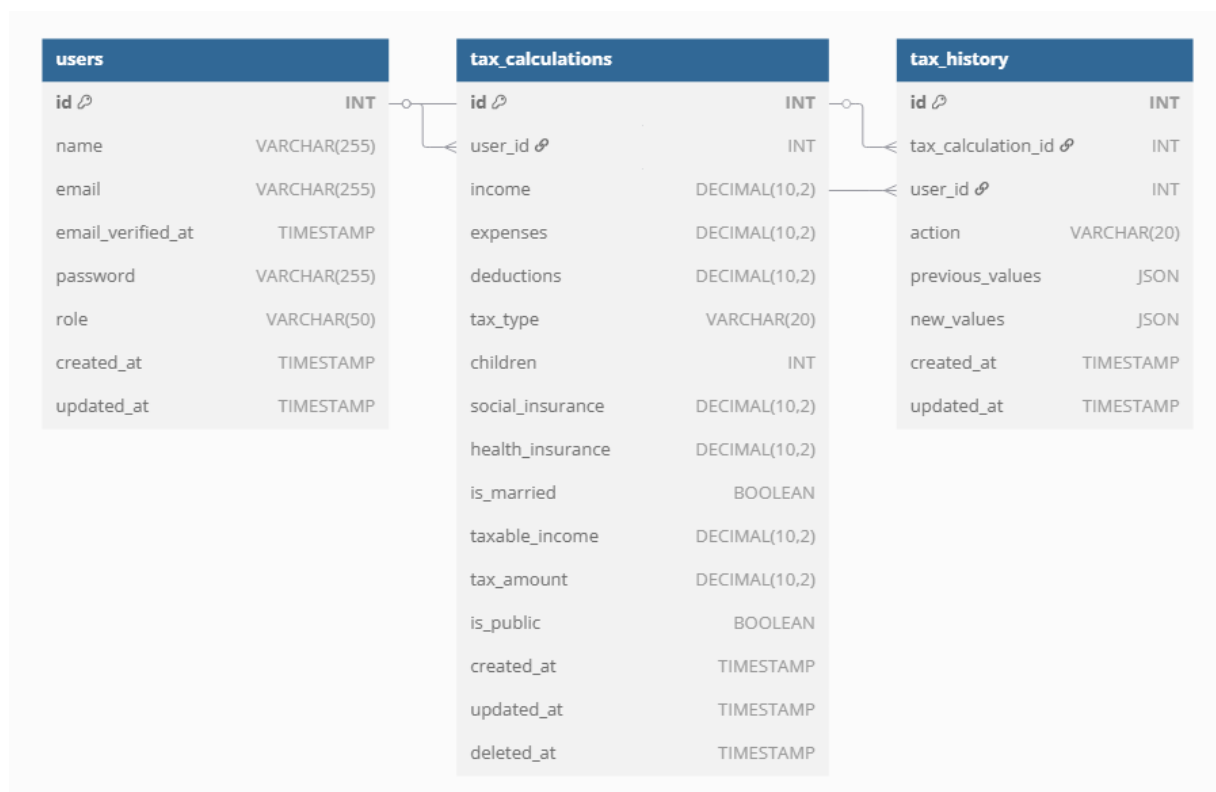 users
id INT
name VARCHAR(255)
email VARCHAR(255)
email_verified_at TIMESTAMP
password VARCHAR(255)
role VARCHAR(50)
created_at TIMESTAMP
updated_at TIMESTAMP
tax_calculations
id INT
user_id INT
income DECIMAL(10,2)
expenses DECIMAL(10,2)
deductions DECIMAL(10,2)
tax_type VARCHAR(20)
children INT
social_insurance DECIMAL(10,2)
health_insurance DECIMAL(10,2)
is_married BOOLEAN
taxable_income DECIMAL(10,2)
tax_amount DECIMAL(10,2)
is_public BOOLEAN
created_at TIMESTAMP
updated_at TIMESTAMP
deleted_at TIMESTAMP
tax_history
id INT
tax_calculation_id INT
user_id INT
action VARCHAR(20)
previous_values JSON
new_values JSON
created_at TIMESTAMP
updated_at TIMESTAMP